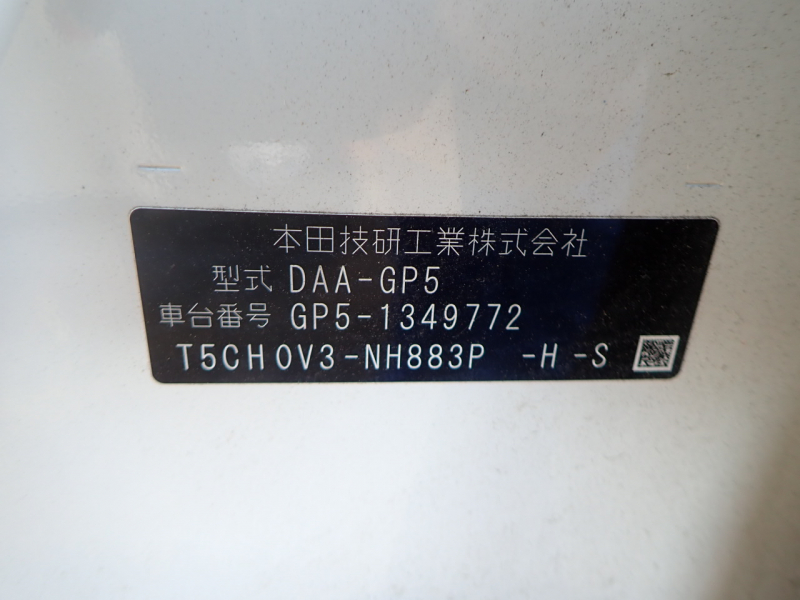 本田技研工業株式会社
型式 DAA-GP5
車台番号 GP5-1349772
T5CH0V3-NH883P -H-S